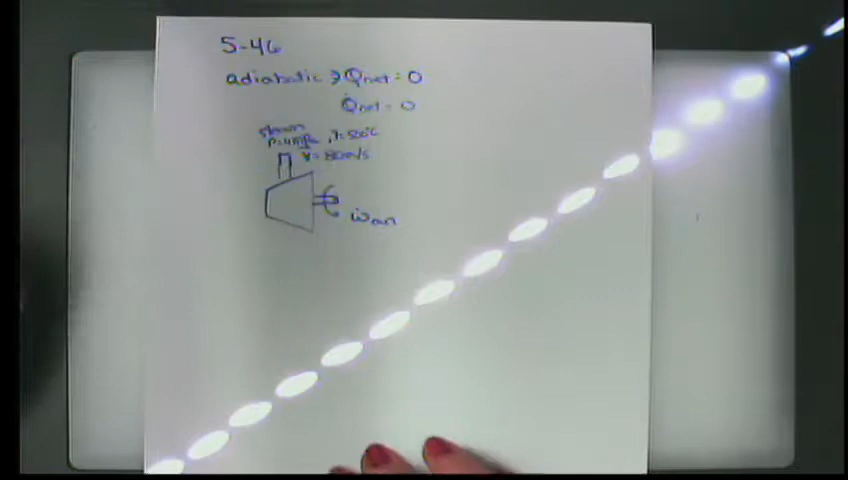 5-46
adiabatic ∋ Qnet = 0
Q̇net = 0
steam
P=4MPa, T=500°C
V = 80m/s
Ẇout